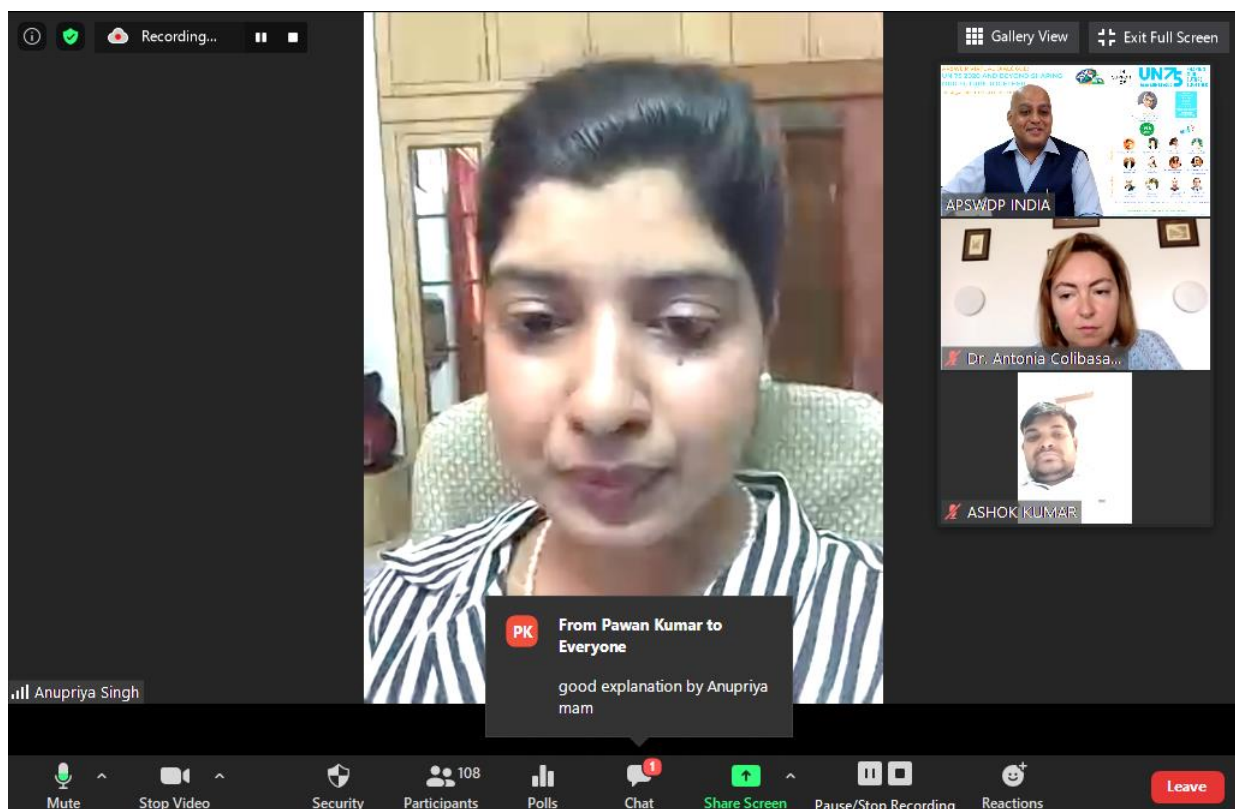 Recording...
Gallery View
Exit Full Screen
UN75
APSWDP INDIA
Dr. Antonia Colibasa...
ASHOK KUMAR
PK
From Pawan Kumar to
Everyone
good explanation by Anupriya
mam
Anupriya Singh
Mute
Stop Video
Security
108
Participants
Polls
1
Chat
Share Screen
Pause/Stop Recording
Reactions
Leave